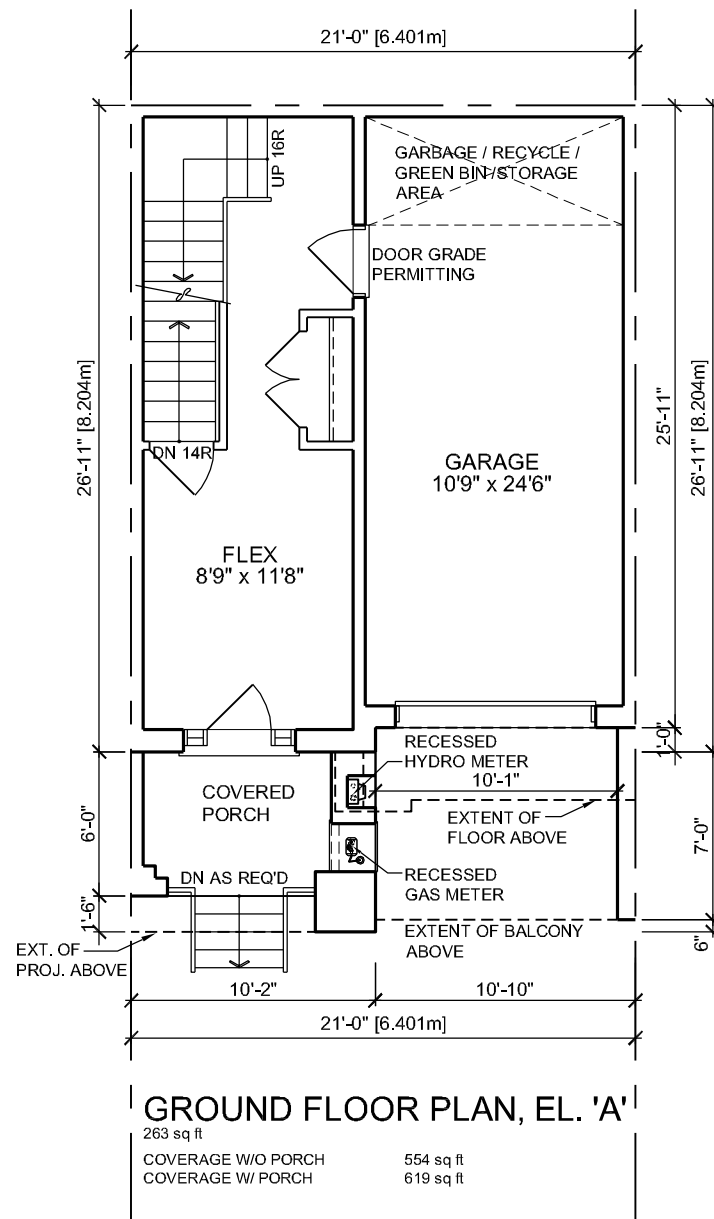 21'-0" [6.401m]
UP 16R
GARBAGE / RECYCLE /
GREEN BIN/STORAGE
AREA
DOOR GRADE
PERMITTING
26'-11" [8.204m]
25'-11"
26'-11" [8.204m]
DN 14R
GARAGE
10'9" x 24'6"
FLEX
8'9" x 11'8"
RECESSED
HYDRO METER
1'-0"
10'-1"
COVERED
PORCH
EXTENT OF
FLOOR ABOVE
6'-0"
7'-0"
DN AS REQ'D
RECESSED
GAS METER
1'-6"
EXTENT OF BALCONY
ABOVE
6"
EXT. OF
PROJ. ABOVE
10'-2"
10'-10"
21'-0" [6.401m]
GROUND FLOOR PLAN, EL. 'A'
263 sq ft
COVERAGE W/O PORCH 554 sq ft
COVERAGE W/ PORCH 619 sq ft